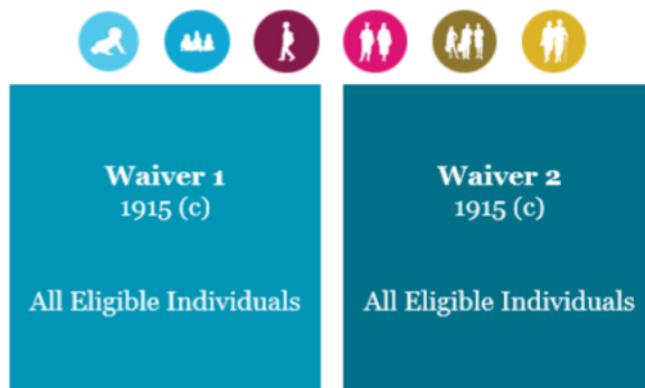 Waiver 1
1915 (c)
All Eligible Individuals
Waiver 2
1915 (c)
All Eligible Individuals